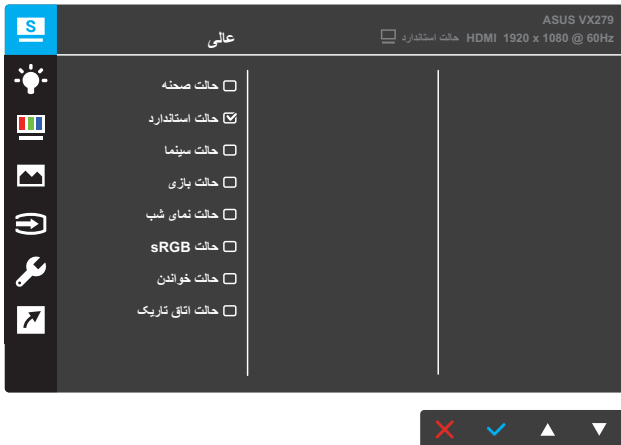 S
عالی
ASUS VX279
حالت استاندارد HDMI 1920 x 1080 @ 60Hz
حالت صحنه
حالت استاندارد
حالت سینما
حالت بازی
حالت نمای شب
حالت sRGB
حالت خواندن
حالت اتاق تاریک